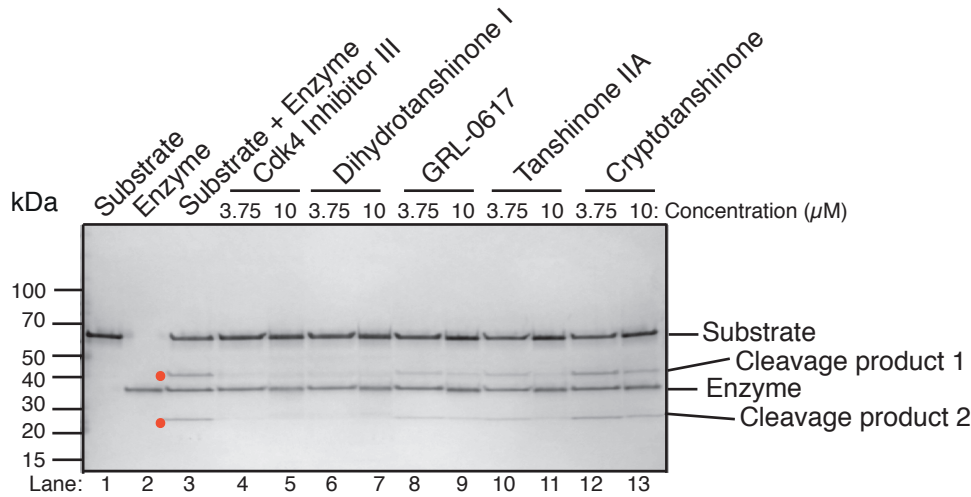 Substrate
Enzyme
Substrate + Enzyme
Cdk4 Inhibitor III
Dihydrotanshinone I
GRL-0617
Tanshinone IIA
Cryptotanshinone
kDa
3.75 10 3.75 10 3.75 10 3.75 10 3.75 10: Concentration (µM)
100
70
50
40
30
20
15
Substrate
Cleavage product 1
Enzyme
Cleavage product 2
Lane: 1 2 3 4 5 6 7 8 9 10 11 12 13